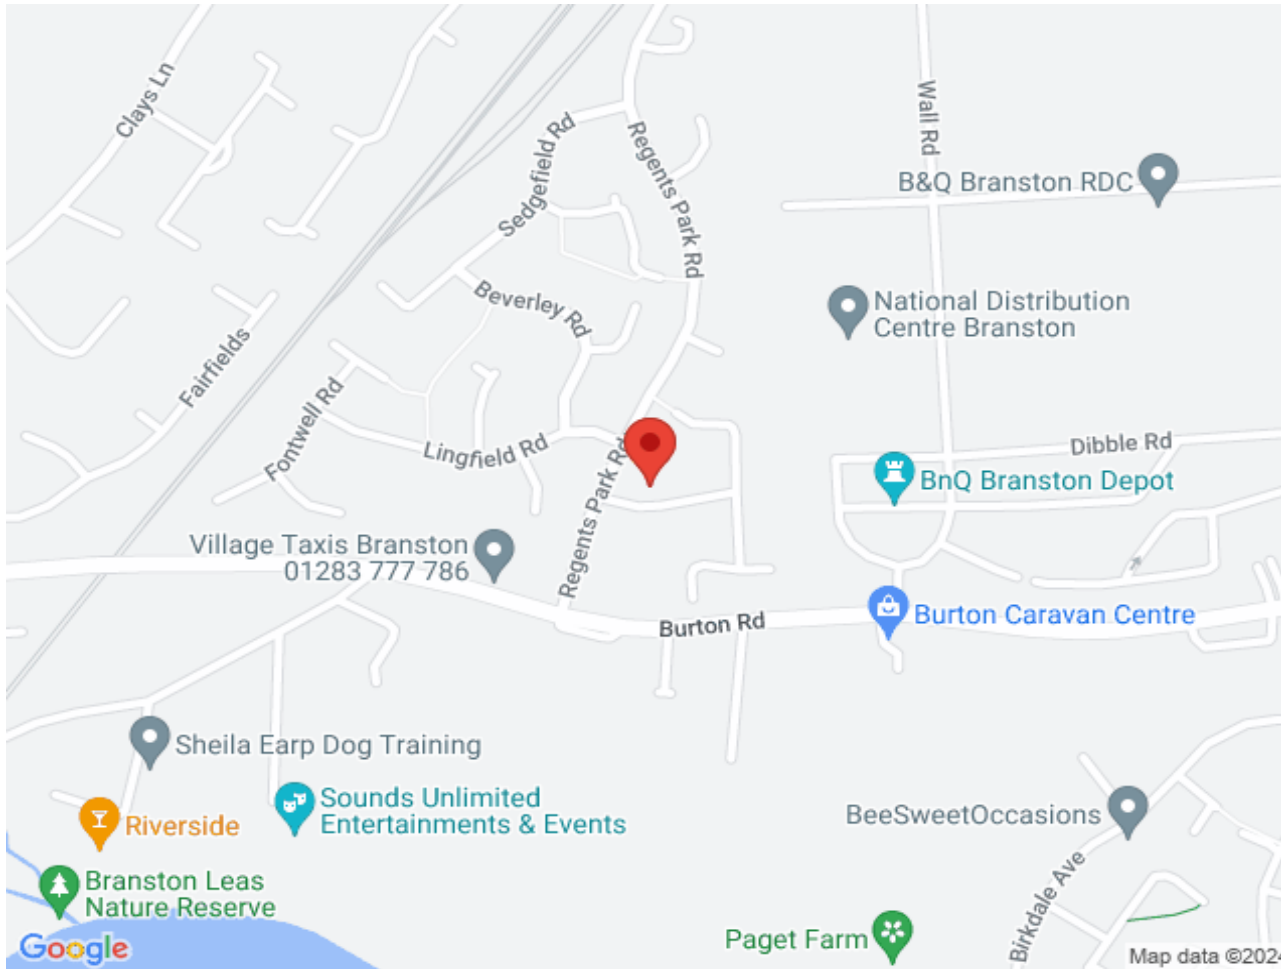 Clays Ln
Wall Rd
Sedgefield Rd
Regents Park Rd
B&Q Branston RDC
Beverley Rd
National Distribution
Centre Branston
Fairfields
Fontwell Rd
Lingfield Rd
Regents Park Rd
Dibble Rd
BnQ Branston Depot
Village Taxis Branston
01283 777 786
Burton Rd
Burton Caravan Centre
Sheila Earp Dog Training
Sounds Unlimited
Entertainments & Events
Riverside
BeeSweetOccasions
Branston Leas
Nature Reserve
Birkdale Ave
Paget Farm
Google
Map data ©2024